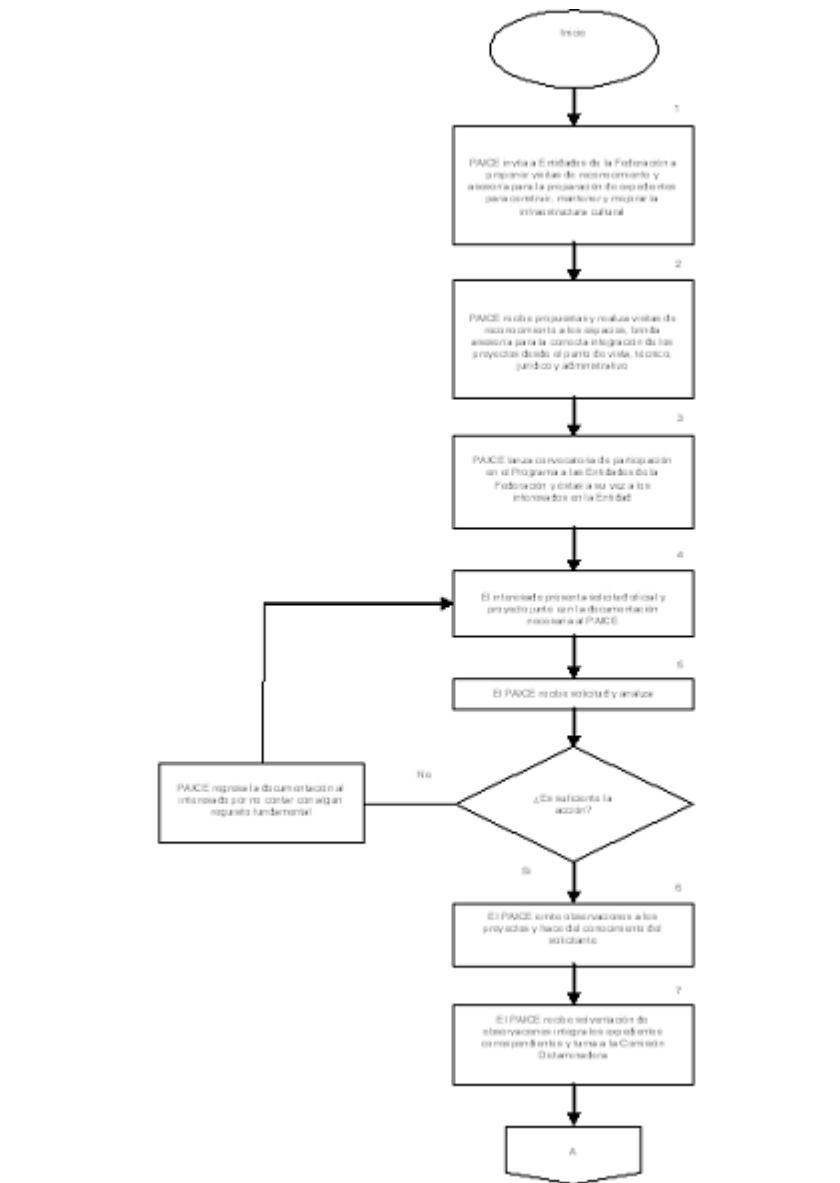 Inicio
1
PAICE invita a Entidades de la Federación a
proponer visitas de reconocimiento y
asesoría para la preparación de expedientes
para construir, mantener y mejorar la
infraestructura cultural
2
PAICE recibe propuestas y realiza visitas de
reconocimiento a los espacios, brinda
asesoría para la correcta integración de los
proyectos desde el punto de vista, técnico,
jurídico y administrativo
3
PAICE lanza convocatoria de participación
en el Programa a las Entidades de la
Federación y éstas a su vez a los
interesados en la Entidad
4
El interesado presenta solicitud oficial y
proyecto junto con la documentación
necesaria al PAICE
5
El PAICE recibe solicitud y analiza
No
PAICE regresa la documentación al
interesado por no contar con algún
requisito fundamental
¿Es suficiente la
acción?
Si
6
El PAICE emite observaciones a los
proyectos y hace del conocimiento del
solicitante
7
El PAICE recibe solventación de
observaciones integra los expedientes
correspondientes y turna a la Comisión
Dictaminadora
A